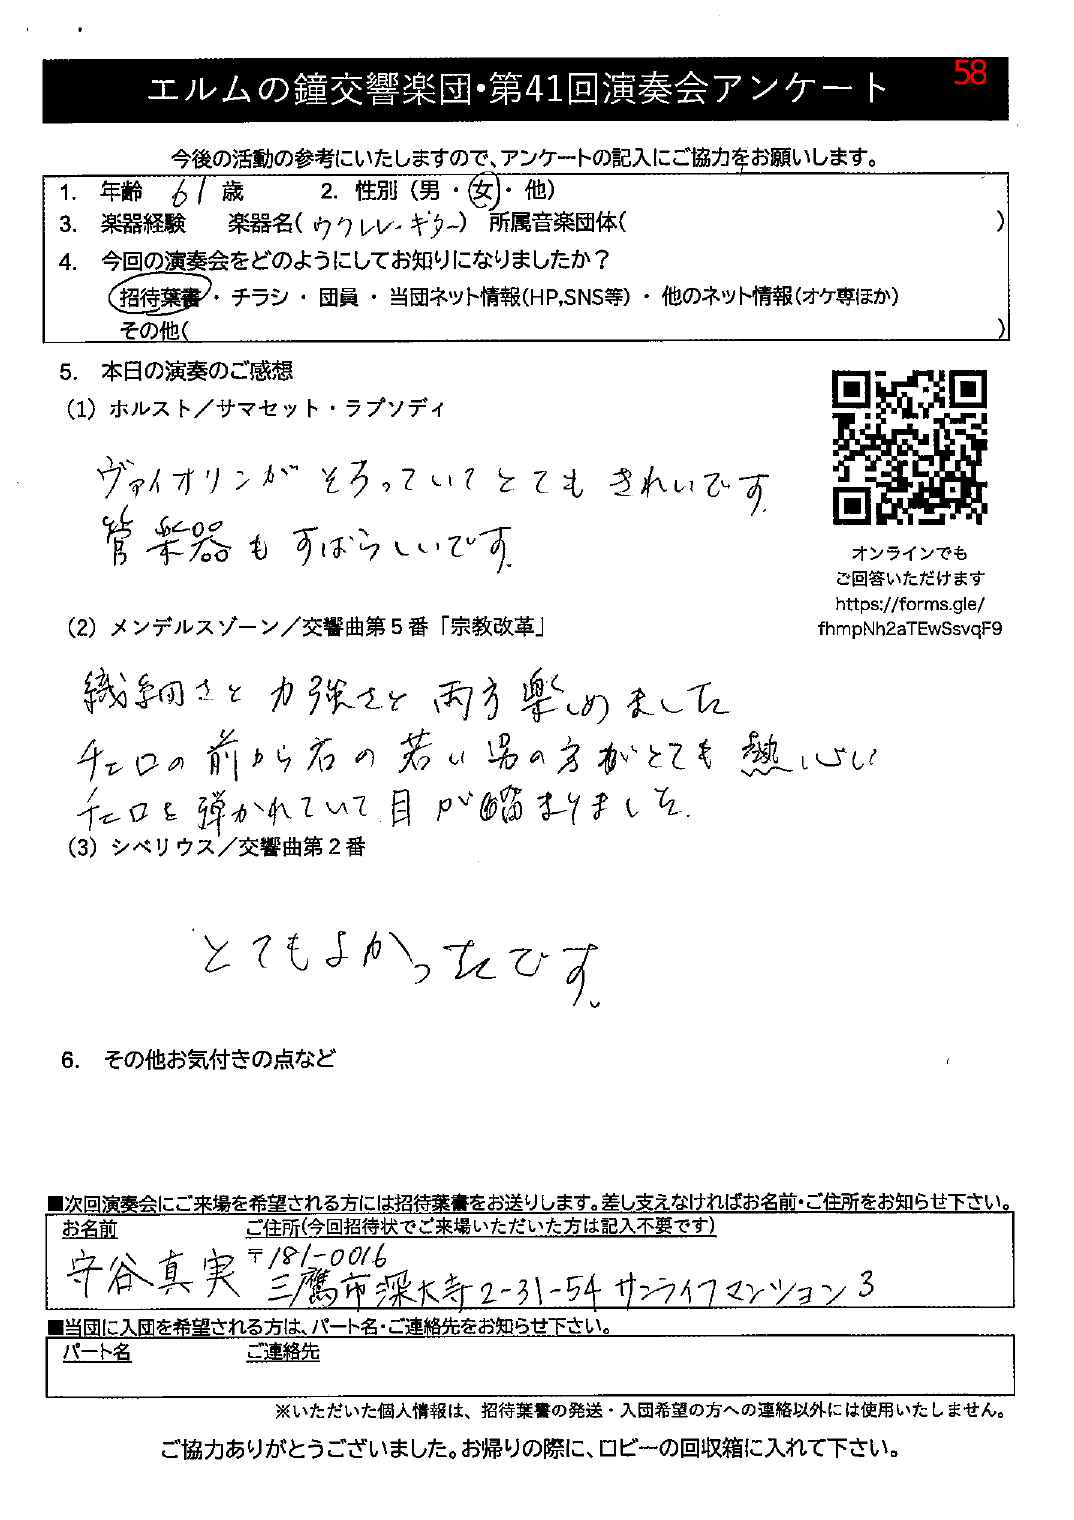 エルムの鐘交響楽団・第41回演奏会アンケート
58
今後の活動の参考にいたしますので、アンケートの記入にご協力をお願いします。
1. 年齢 61 歳 2. 性別 (男・女・他)
3. 楽器経験 楽器名(ウクレレ・ギター) 所属音楽団体( )
4. 今回の演奏会をどのようにしてお知りになりましたか?
招待葉書・チラシ・団員・当団ネット情報(HP,SNS等)・他のネット情報(オケ専ほか)
その他( )
5. 本日の演奏のご感想
(1) ホルスト/サマセット・ラプソディ
ヴァイオリンがそろっていてとてもきれいです.
管楽器もすばらしいです.
オンラインでも
ご回答いただけます
https://forms.gle/
fhmpNh2aTEwSsvqF9
(2) メンデルスゾーン/交響曲第5番「宗教改革」
繊細さと力強さと両方楽しめました
チェロの前から右の若い男の方がとても熱心い
チェロを弾かれていて目が留まりました.
(3) シベリウス/交響曲第2番
とてもよかったです。
6. その他お気付きの点など
■次回演奏会にご来場を希望される方には招待葉書をお送りします。差し支えなければお名前・ご住所をお知らせ下さい。
お名前 ご住所(今回招待状でご来場いただいた方は記入不要です)
守谷真実 〒181-0016
三鷹市深大寺2-31-54 サンライフマンション3
■当団に入団を希望される方は、パート名・ご連絡先をお知らせ下さい。
パート名 ご連絡先
※いただいた個人情報は、招待葉書の発送・入団希望の方への連絡以外には使用いたしません。
ご協力ありがとうございました。お帰りの際に、ロビーの回収箱に入れて下さい。